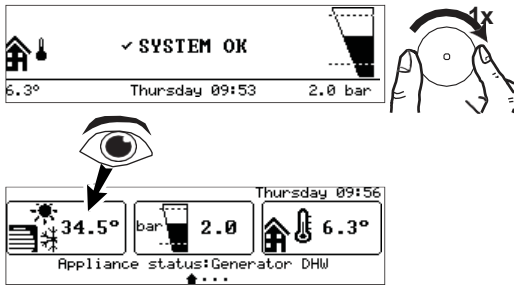 1x
✓ SYSTEM OK
6.3° Thursday 09:53 2.0 bar
Thursday 09:56
34.5° bar 2.0 6.3°
Appliance status:Generator DHW